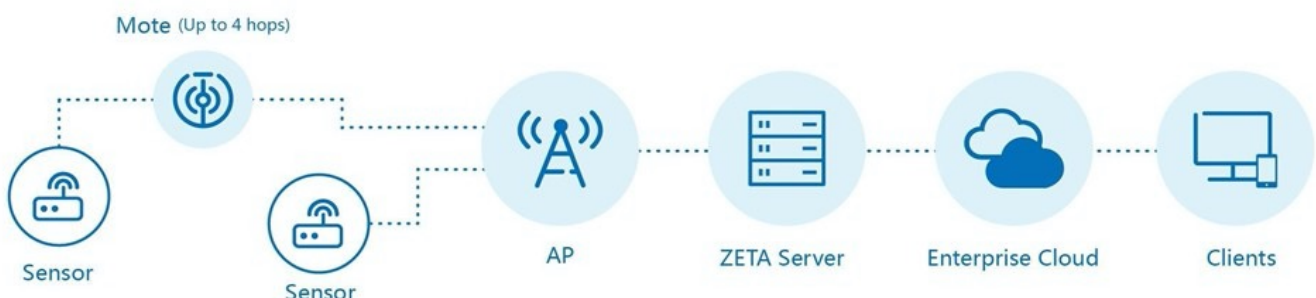 Mote (Up to 4 hops)
Sensor
Sensor
AP
ZETA Server
Enterprise Cloud
Clients